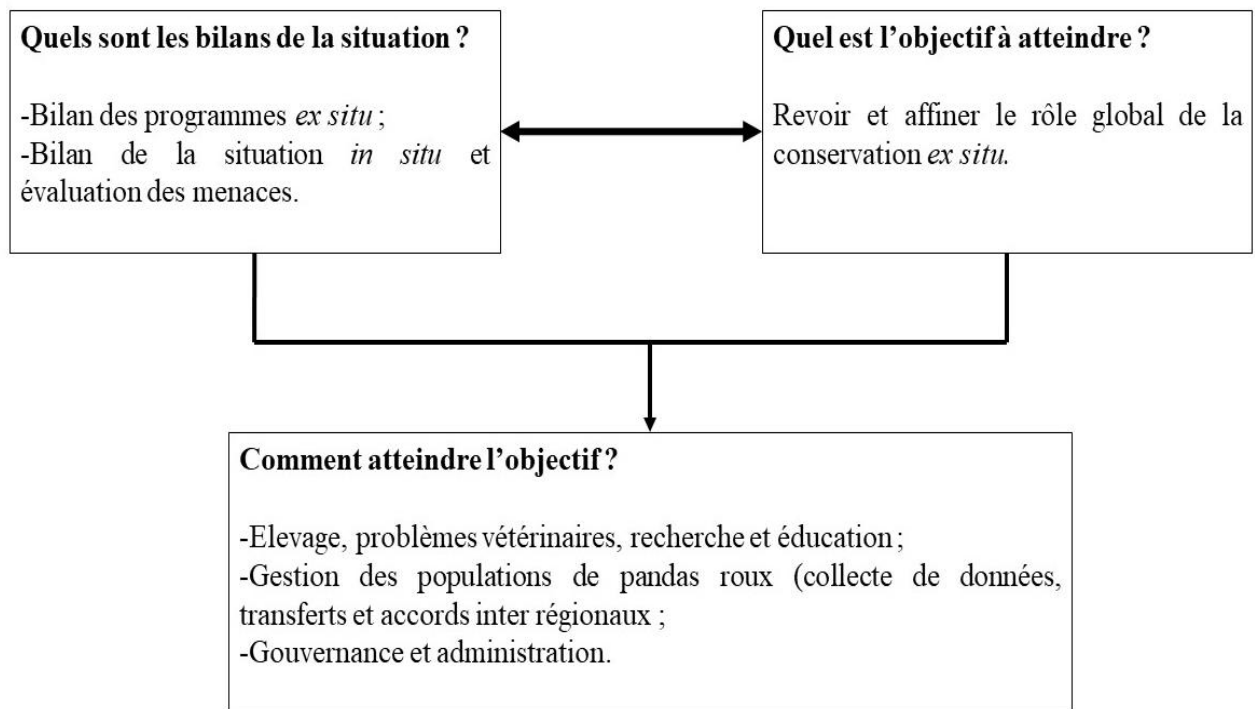 Quels sont les bilans de la situation ?
-Bilan des programmes ex situ ;
-Bilan de la situation in situ et
évaluation des menaces.
Quel est l’objectif à atteindre ?
Revoir et affiner le rôle global de la
conservation ex situ.
Comment atteindre l’objectif ?
-Elevage, problèmes vétérinaires, recherche et éducation ;
-Gestion des populations de pandas roux (collecte de données,
transferts et accords inter régionaux ;
-Gouvernance et administration.